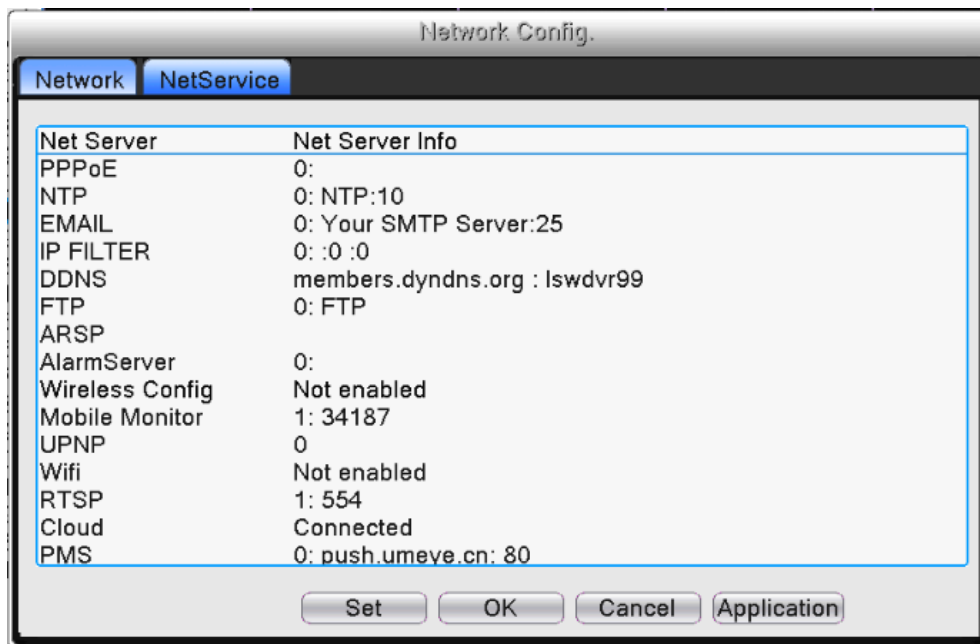 Network Config.
Network NetService
Net Server Net Server Info
PPPoE 0:
NTP 0: NTP:10
EMAIL 0: Your SMTP Server:25
IP FILTER 0: :0 :0
DDNS members.dyndns.org : lswdvr99
FTP 0: FTP
ARSP
AlarmServer 0:
Wireless Config Not enabled
Mobile Monitor 1: 34187
UPNP 0
Wifi Not enabled
RTSP 1: 554
Cloud Connected
PMS 0: push.umeye.cn: 80
Set OK Cancel Application